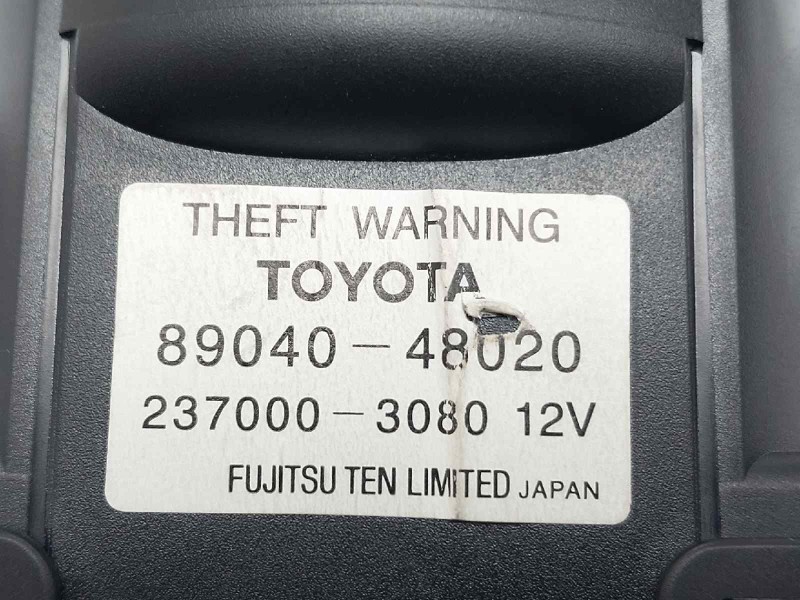 THEFT WARNING
TOYOTA
89040-48020
237000-3080 12V
FUJITSU TEN LIMITED JAPAN